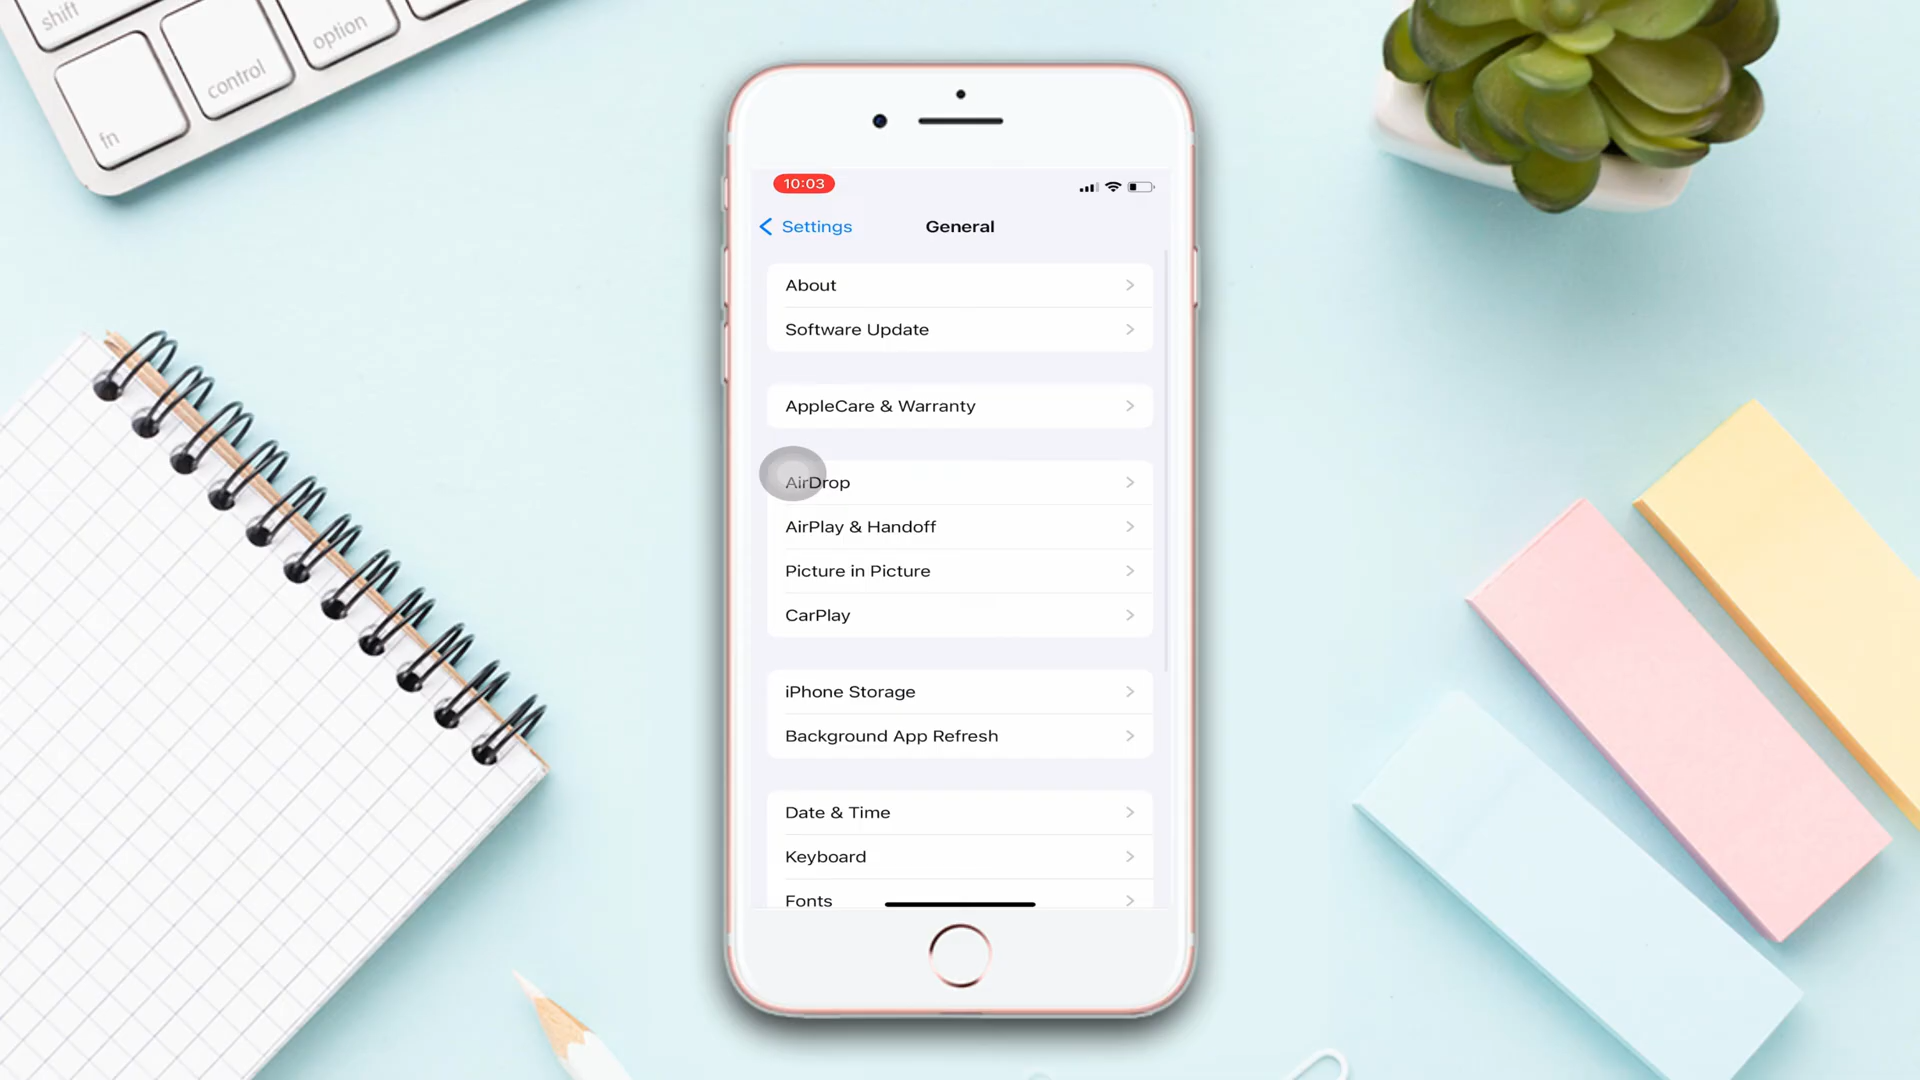 shift
option
control
fn
10:03
Settings
General
About
Software Update
AppleCare & Warranty
AirDrop
AirPlay & Handoff
Picture in Picture
CarPlay
iPhone Storage
Background App Refresh
Date & Time
Keyboard
Fonts